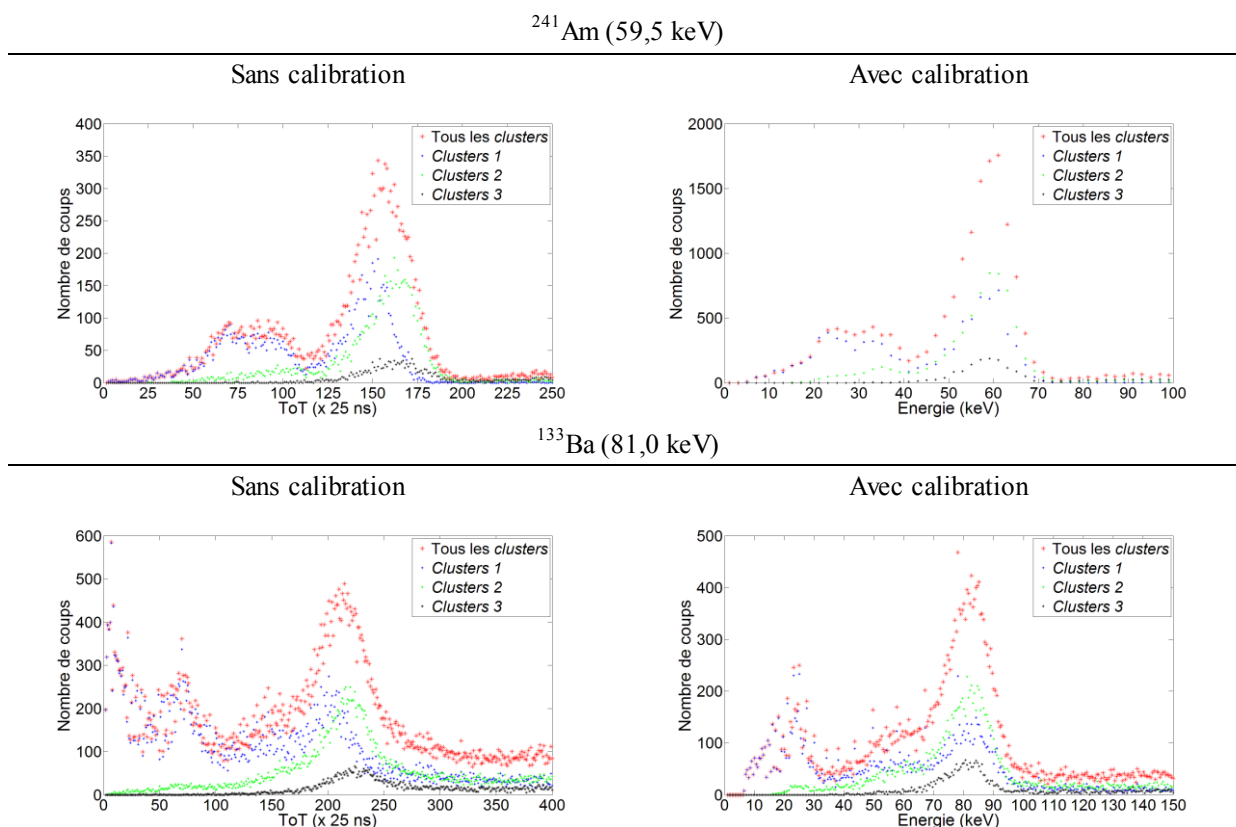 ²⁴¹Am (59,5 keV)
Sans calibration
Avec calibration
400
350
300
250
200
150
100
50
0
Nombre de coups
0 25 50 75 100 125 150 175 200 225 250
ToT (x 25 ns)
Tous les clusters
Clusters 1
Clusters 2
Clusters 3
2000
1500
1000
500
0
Nombre de coups
0 10 20 30 40 50 60 70 80 90 100
Energie (keV)
Tous les clusters
Clusters 1
Clusters 2
Clusters 3
¹³³Ba (81,0 keV)
Sans calibration
Avec calibration
600
500
400
300
200
100
0
Nombre de coups
0 50 100 150 200 250 300 350 400
ToT (x 25 ns)
Tous les clusters
Clusters 1
Clusters 2
Clusters 3
500
400
300
200
100
0
Nombre de coups
0 10 20 30 40 50 60 70 80 90 100 110 120 130 140 150
Energie (keV)
Tous les clusters
Clusters 1
Clusters 2
Clusters 3